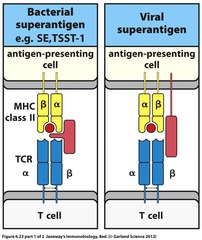 Bacterial
superantigen
e.g. SE,TSST-1
antigen-presenting
cell
β α
MHC
class II
TCR
α β
T cell
Viral
superantigen
antigen-presenting
cell
β α
α β
T cell
Figure 6.23 part 1 of 2 Janeway's Immunobiology, 8ed. (© Garland Science 2012)